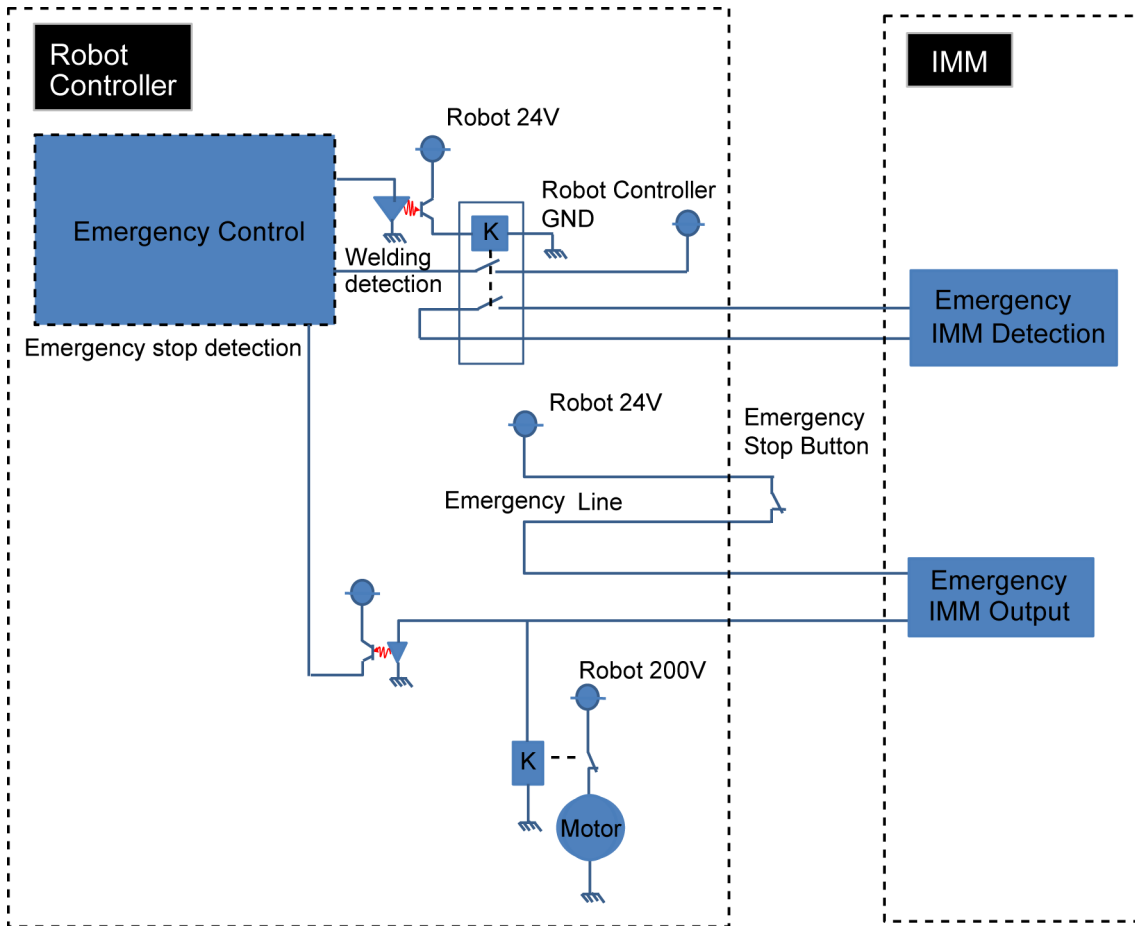 Robot
Controller
IMM
Robot 24V
Emergency Control
Robot Controller
GND
K
Welding
detection
Emergency
IMM Detection
Emergency stop detection
Robot 24V
Emergency
Stop Button
Emergency Line
Emergency
IMM Output
Robot 200V
K
Motor